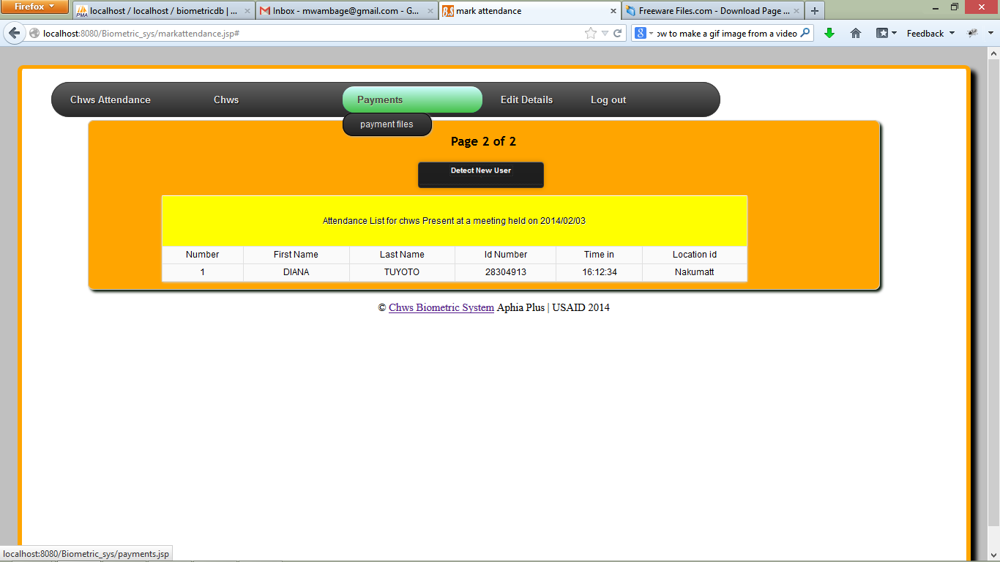 Firefox
localhost / localhost / biometricdb | ...
Inbox - mwambage@gmail.com - G...
mark attendance
Freeware Files.com - Download Page ...
localhost:8080/Biometric_sys/markattendance.jsp#
ow to make a gif image from a video
Feedback
Chws Attendance
Chws
Payments
Edit Details
Log out
payment files
Page 2 of 2
Detect New User
Attendance List for chws Present at a meeting held on 2014/02/03
Number First Name Last Name Id Number Time in Location id
1 DIANA TUYOTO 28304913 16:12:34 Nakumatt
© Chws Biometric System Aphia Plus | USAID 2014
localhost:8080/Biometric_sys/payments.jsp